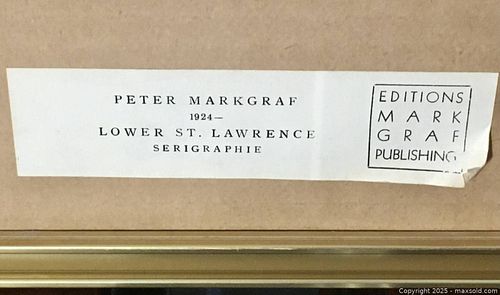 PETER MARKGRAF
1924—
LOWER ST. LAWRENCE
SERIGRAPHIE
EDITIONS
MARK
GRAF
PUBLISHING
Copyright © 2025 - maxsold.com